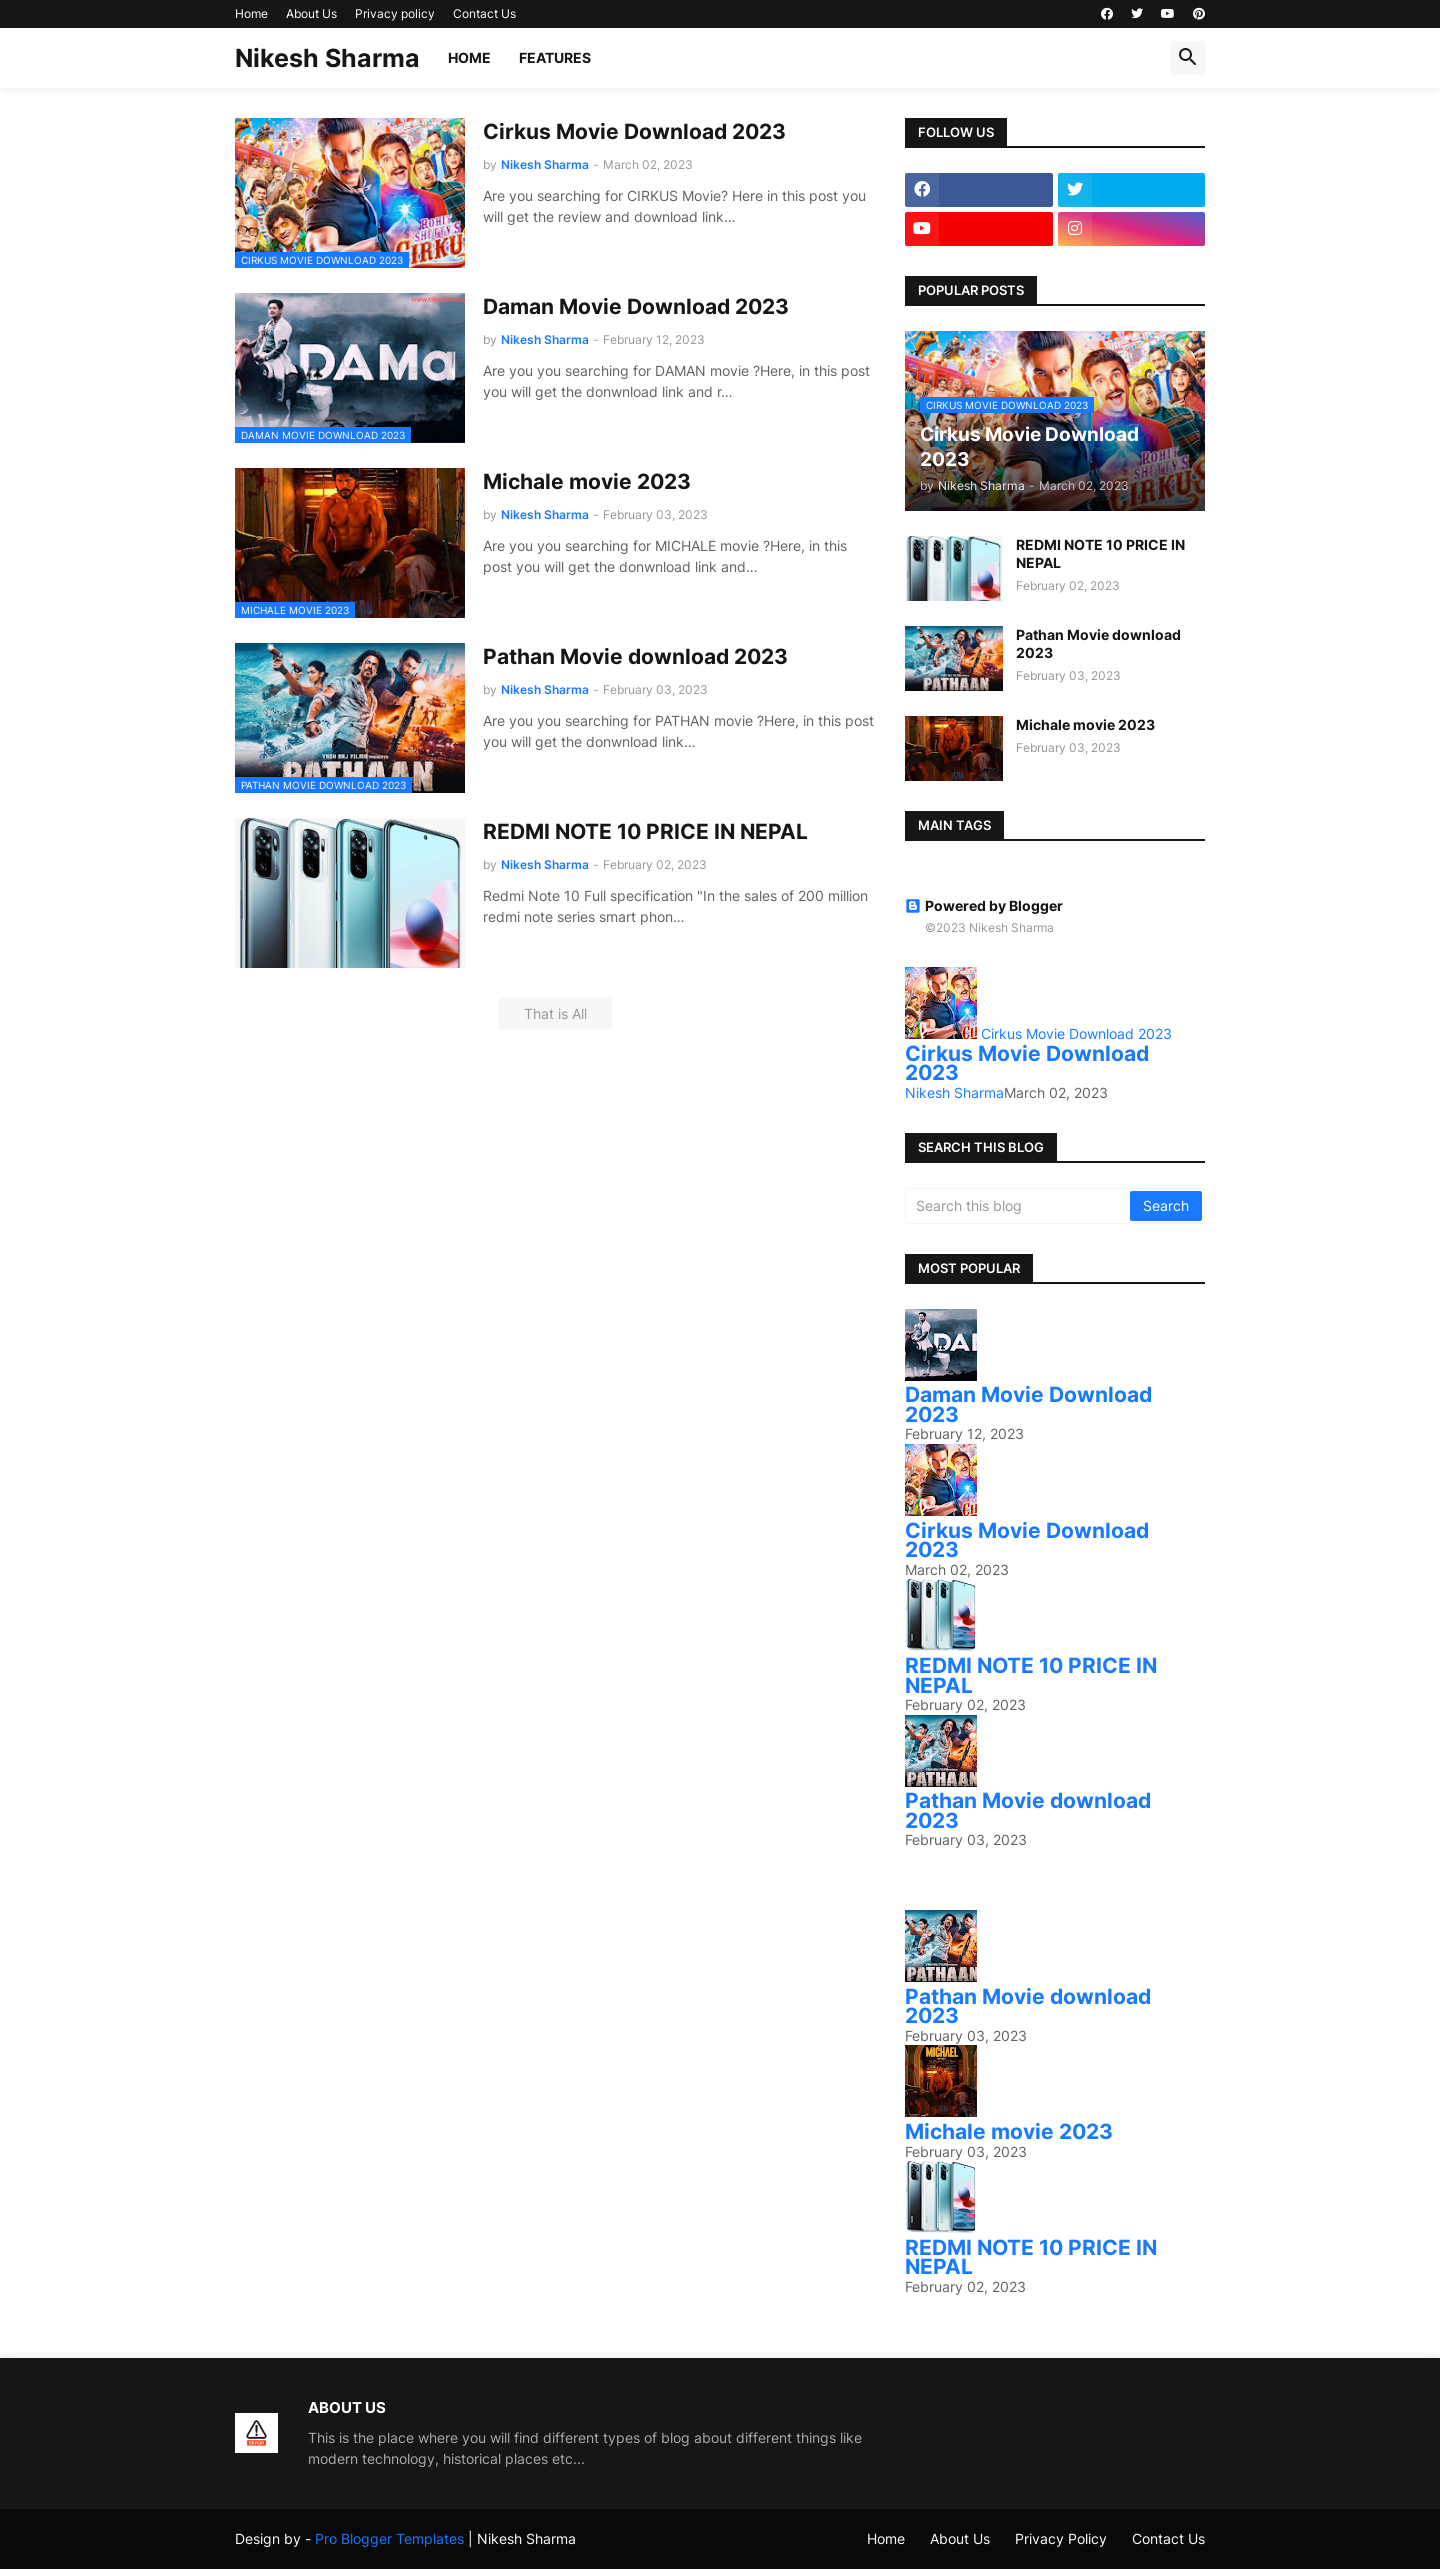 Home About Us Privacy policy Contact Us
Nikesh Sharma HOME FEATURES
ROHIT SHETTY'S
CIRKUS
CIRKUS MOVIE DOWNLOAD 2023
Cirkus Movie Download 2023
by Nikesh Sharma - March 02, 2023
Are you searching for CIRKUS Movie? Here in this post you
will get the review and download link…
DAMa
DAMAN MOVIE DOWNLOAD 2023
Daman Movie Download 2023
by Nikesh Sharma - February 12, 2023
Are you you searching for DAMAN movie ?Here, in this post
you will get the donwnload link and r…
MICHALE MOVIE 2023
Michale movie 2023
by Nikesh Sharma - February 03, 2023
Are you you searching for MICHALE movie ?Here, in this
post you will get the donwnload link and…
PATHAAN
PATHAN MOVIE DOWNLOAD 2023
Pathan Movie download 2023
by Nikesh Sharma - February 03, 2023
Are you you searching for PATHAN movie ?Here, in this post
you will get the donwnload link…
REDMI NOTE 10 PRICE IN NEPAL
by Nikesh Sharma - February 02, 2023
Redmi Note 10 Full specification "In the sales of 200 million
redmi note series smart phon…
That is All
FOLLOW US
POPULAR POSTS
CIRKUS MOVIE DOWNLOAD 2023
Cirkus Movie Download
2023
by Nikesh Sharma - March 02, 2023
REDMI NOTE 10 PRICE IN
NEPAL
February 02, 2023
PATHAAN
Pathan Movie download
2023
February 03, 2023
Michale movie 2023
February 03, 2023
MAIN TAGS
Powered by Blogger
©2023 Nikesh Sharma
Cirkus Movie Download 2023
Cirkus Movie Download
2023
Nikesh SharmaMarch 02, 2023
SEARCH THIS BLOG
Search this blog Search
MOST POPULAR
Daman Movie Download
2023
February 12, 2023
Cirkus Movie Download
2023
March 02, 2023
REDMI NOTE 10 PRICE IN
NEPAL
February 02, 2023
PATHAAN
Pathan Movie download
2023
February 03, 2023
PATHAAN
Pathan Movie download
2023
February 03, 2023
MICHAEL
Michale movie 2023
February 03, 2023
REDMI NOTE 10 PRICE IN
NEPAL
February 02, 2023
ABOUT US
This is the place where you will find different types of blog about different things like
modern technology, historical places etc...
Design by - Pro Blogger Templates | Nikesh Sharma Home About Us Privacy Policy Contact Us